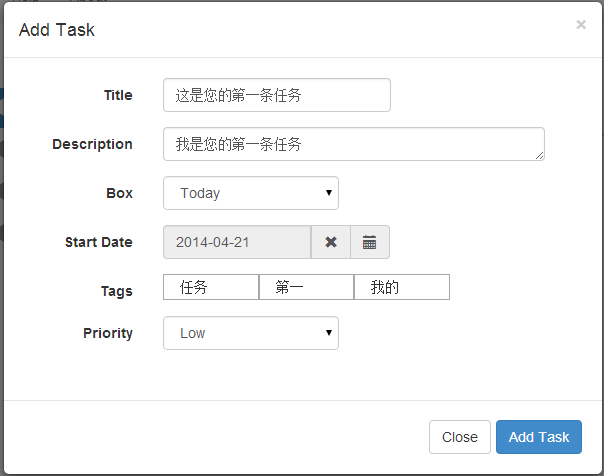 Add Task
×
Title 这是您的第一条任务
Description 我是您的第一条任务
Box Today
Start Date 2014-04-21
Tags 任务 第一 我的
Priority Low
Close Add Task